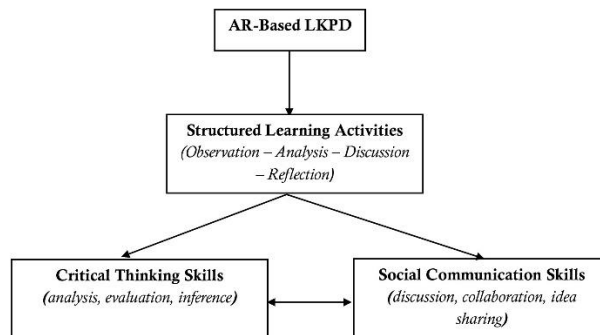 AR-Based LKPD
Structured Learning Activities
(Observation – Analysis – Discussion
– Reflection)
Critical Thinking Skills
(analysis, evaluation, inference)
Social Communication Skills
(discussion, collaboration, idea
sharing)